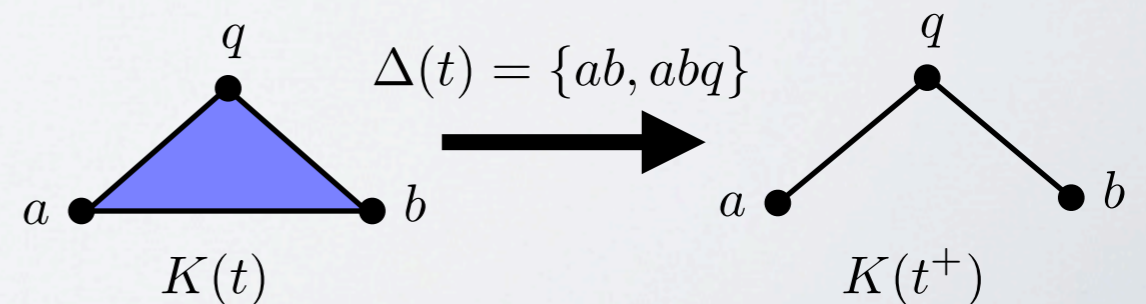 q
Δ(t) = {ab, abq}
a
b
K(t)
q
a
b
K(t⁺)